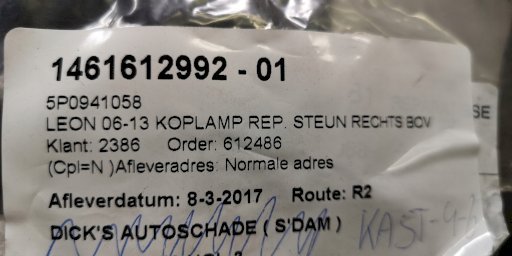 1461612992 - 01
5P0941058
LEON 06-13 KOPLAMP REP. STEUN RECHTS BOV
Klant: 2386 Order: 612486
(Cpl=N )Afleveradres: Normale adres
Afleverdatum: 8-3-2017 Route: R2
DICK'S AUTOSCHADE ( S'DAM )